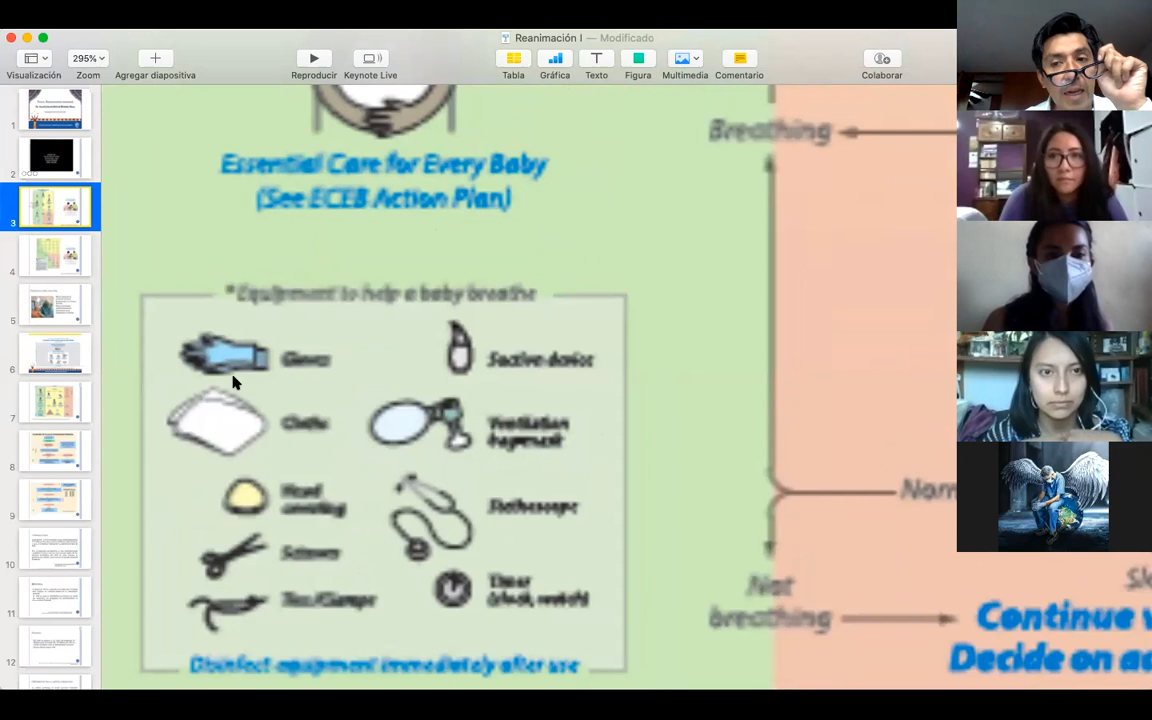 Reanimación I — Modificado
295%
Visualización
Zoom
Agregar diapositiva
Reproducir
Keynote Live
Tabla
Gráfica
Texto
Figura
Multimedia
Comentario
Colaborar
1
2
3
4
5
6
7
8
9
10
11
12
Essential Care for Every Baby
(See ECEB Action Plan)
*Equipment to help a baby breathe
Gloves
Suction device
Cloths
Ventilation
bag-mask
Head
covering
Stethoscope
Scissors
Timer
(clock, watch)
Ties/Clamps
Disinfect equipment immediately after use
Breathing
Not
breathing
Continue v
Decide on ad